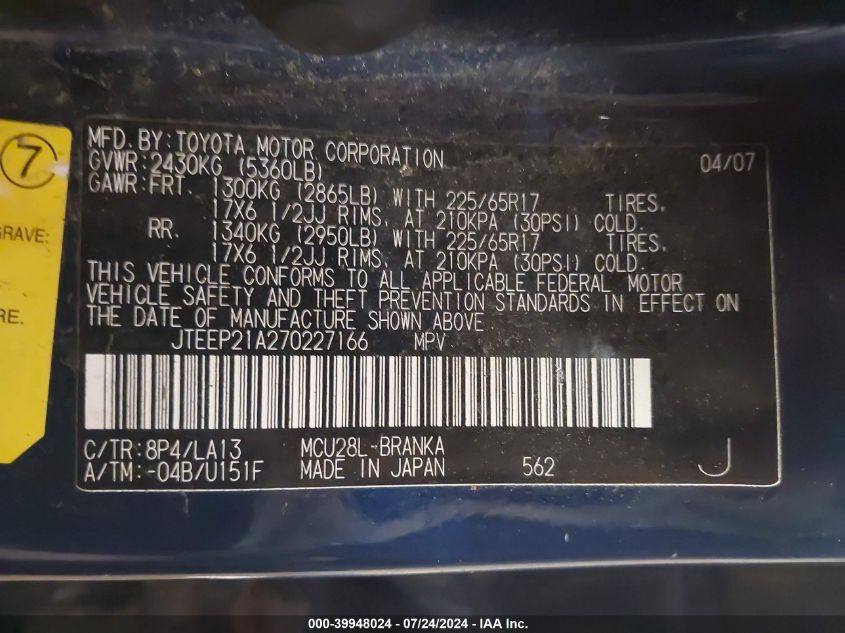 7
GRAVE:
RE.
MFD. BY: TOYOTA MOTOR CORPORATION 04/07
GVWR: 2430KG (5360LB)
GAWR: FRT. 1300KG (2865LB) WITH 225/65R17 TIRES,
17X6 1/2JJ RIMS, AT 210KPA (30PSI) COLD.
RR. 1340KG (2950LB) WITH 225/65R17 TIRES,
17X6 1/2JJ RIMS, AT 210KPA (30PSI) COLD.
THIS VEHICLE CONFORMS TO ALL APPLICABLE FEDERAL MOTOR
VEHICLE SAFETY AND THEFT PREVENTION STANDARDS IN EFFECT ON
THE DATE OF MANUFACTURE SHOWN ABOVE
JTEEP21A270227166 MPV
C/TR: 8P4/LA13 MCU28L-BRANKA
A/TM: -04B/U151F MADE IN JAPAN 562 J
000-39948024 - 07/24/2024 - IAA Inc.